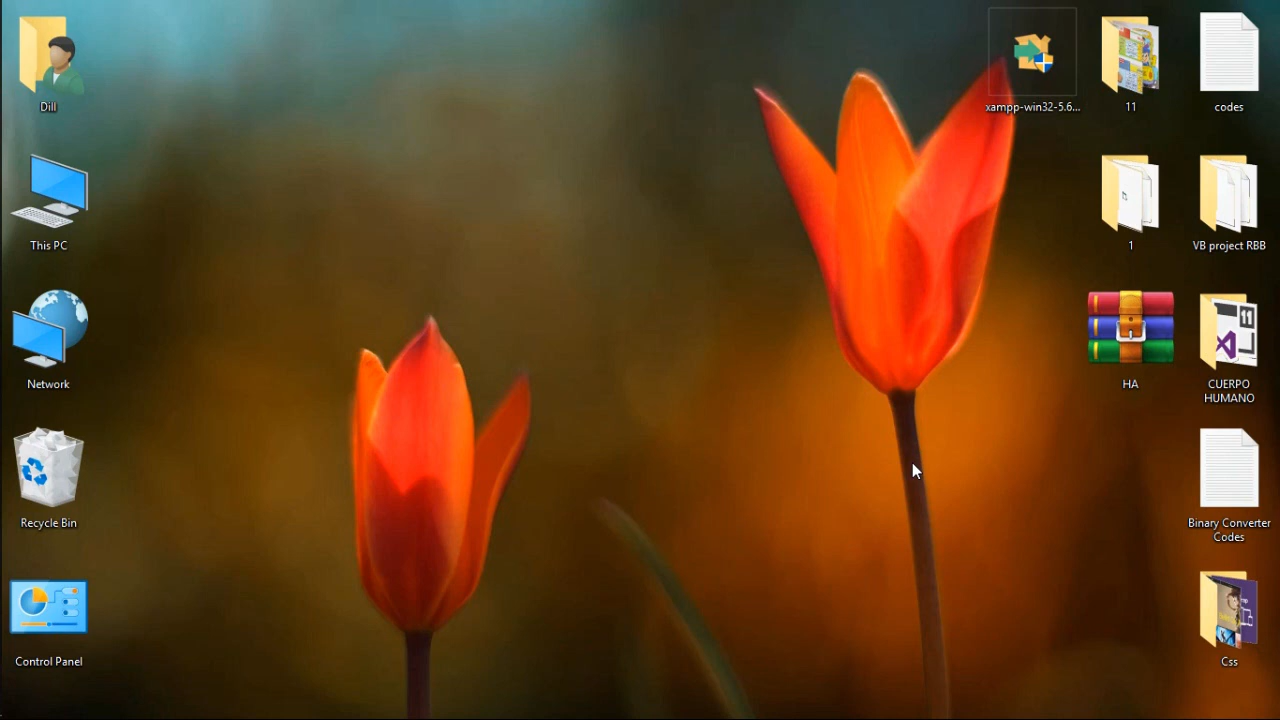 Dill
This PC
Network
Recycle Bin
Control Panel
xampp-win32-5.6...
11
1
HA
codes
VB project RBB
11
CUERPO
HUMANO
Binary Converter
Codes
Css